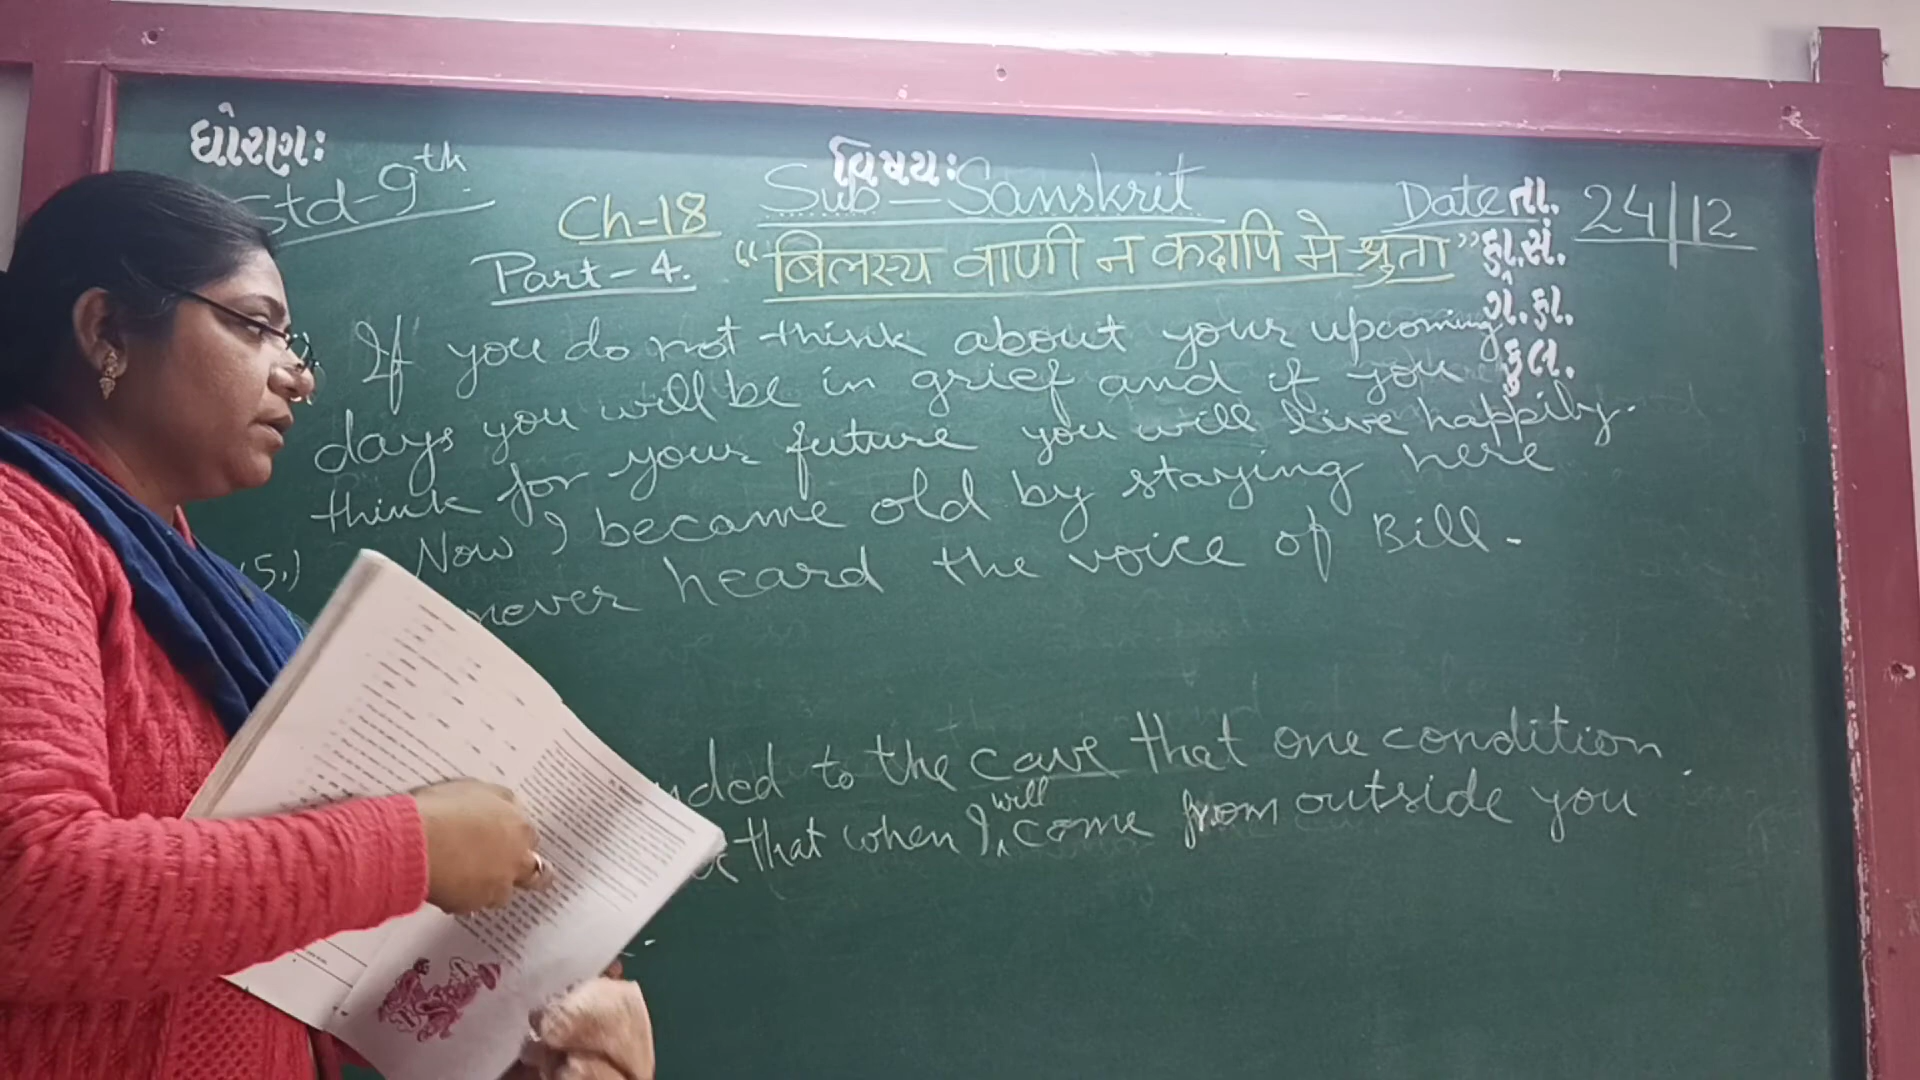 ધોરણ: વિષય:
Std-9th Sub-Sanskrit Date તા. 24/12
Ch-18
Part-4. "बिलस्य वाणी न कदापि मे श्रुता" ફા.સં.
ગે.ફા.
કુલ.
If you do not think about your upcoming
days you will be in grief and if you
think for your future you will live happily.
(5.) Now I became old by staying here
never heard the voice of Bill.
nded to the cave that one condition.
that when I will come from outside you